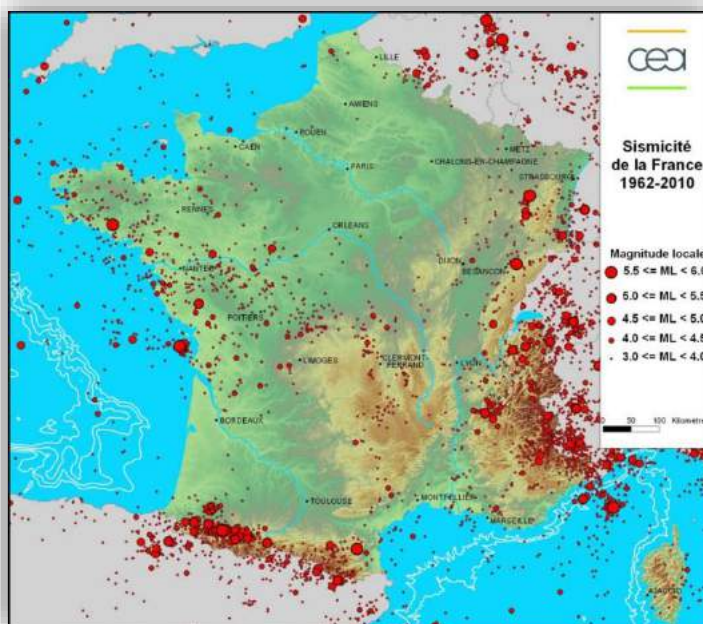 cea
Sismicité
de la France
1962-2010
Magnitude locale
5.5 <= ML < 6.0
5.0 <= ML < 5.5
4.5 <= ML < 5.0
4.0 <= ML < 4.5
3.0 <= ML < 4.0
50 100 Kilometre
LILLE
AMIENS
ROUEN
CAEN
METZ
CHALONS-EN-CHAMPAGNE
PARIS
STRASBOURG
RENNES
ORLEANS
DIJON
BESANCON
NANTES
POITIERS
LIMOGES
CLERMONT-
FERRAND
LYON
BORDEAUX
TOULOUSE
MONTPELLIER
MARSEILLE
AJACCIO